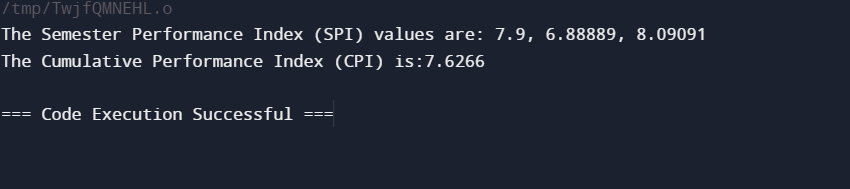 /tmp/TwjfQMNEHL.o
The Semester Performance Index (SPI) values are: 7.9, 6.88889, 8.09091
The Cumulative Performance Index (CPI) is:7.6266
=== Code Execution Successful ===